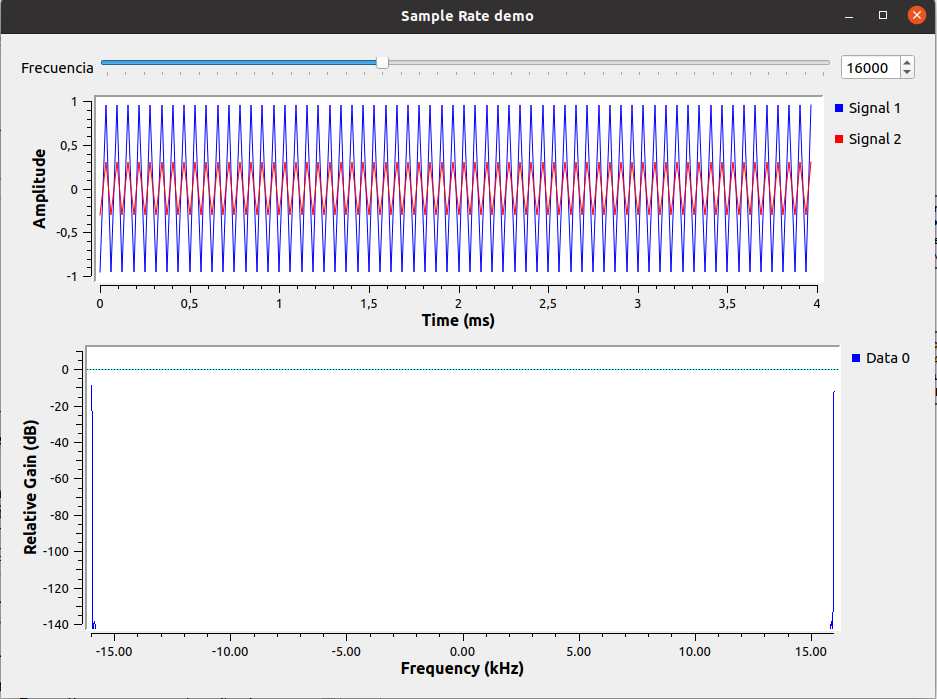 Sample Rate demo
Frecuencia
16000
Signal 1
Signal 2
Amplitude
1
0,5
0
-0,5
-1
0 0,5 1 1,5 2 2,5 3 3,5 4
Time (ms)
Data 0
Relative Gain (dB)
0
-20
-40
-60
-80
-100
-120
-140
-15.00 -10.00 -5.00 0.00 5.00 10.00 15.00
Frequency (kHz)